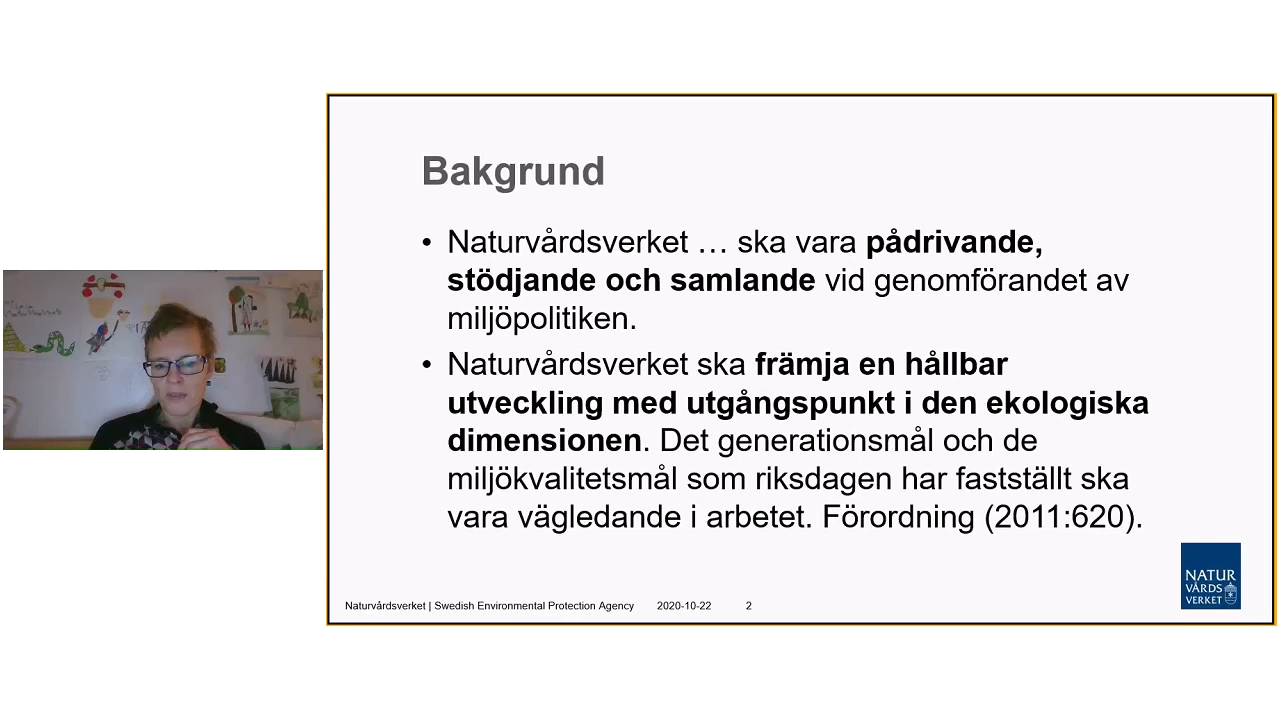 Bakgrund
• Naturvårdsverket … ska vara pådrivande,
stödjande och samlande vid genomförandet av
miljöpolitiken.
• Naturvårdsverket ska främja en hållbar
utveckling med utgångspunkt i den ekologiska
dimensionen. Det generationsmål och de
miljökvalitetsmål som riksdagen har fastställt ska
vara vägledande i arbetet. Förordning (2011:620).
NATUR
VÅRDS
VERKET
Naturvårdsverket | Swedish Environmental Protection Agency 2020-10-22 2